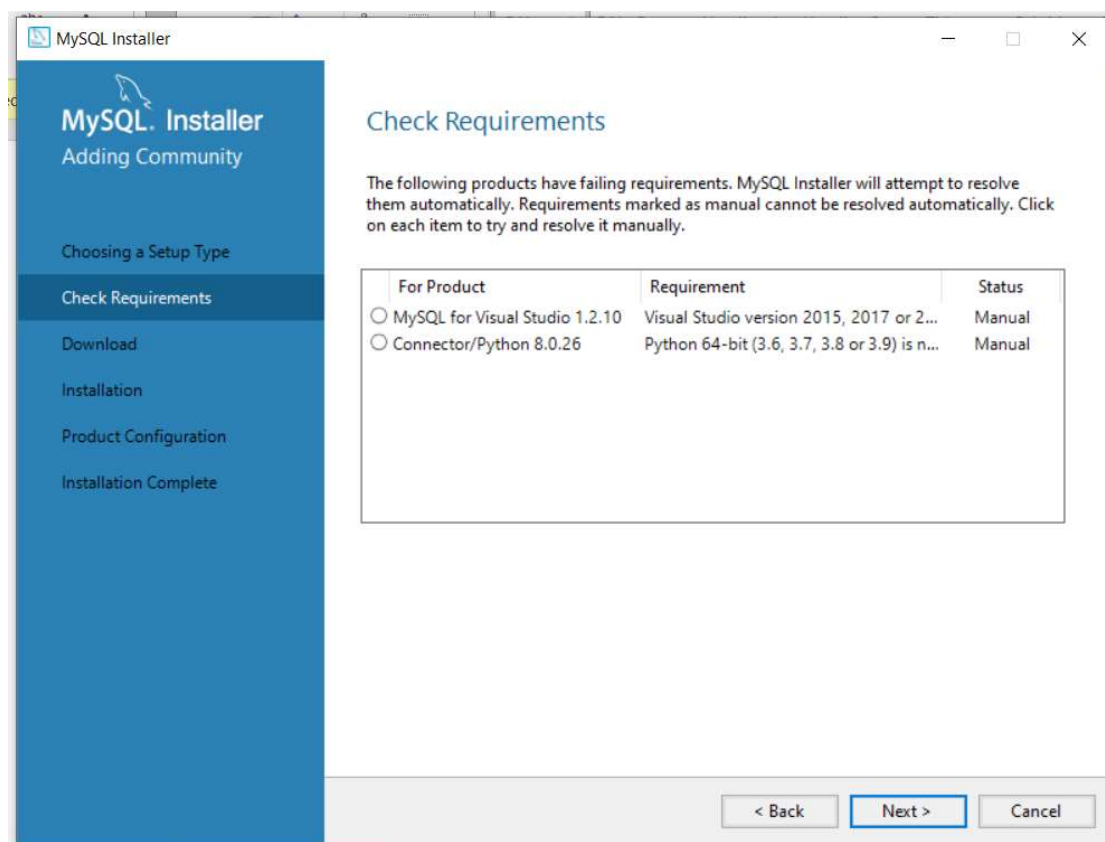 MySQL Installer
MySQL. Installer
Adding Community
Choosing a Setup Type
Check Requirements
Download
Installation
Product Configuration
Installation Complete
Check Requirements
The following products have failing requirements. MySQL Installer will attempt to resolve
them automatically. Requirements marked as manual cannot be resolved automatically. Click
on each item to try and resolve it manually.
For Product Requirement Status
MySQL for Visual Studio 1.2.10 Visual Studio version 2015, 2017 or 2... Manual
Connector/Python 8.0.26 Python 64-bit (3.6, 3.7, 3.8 or 3.9) is n... Manual
< Back Next > Cancel